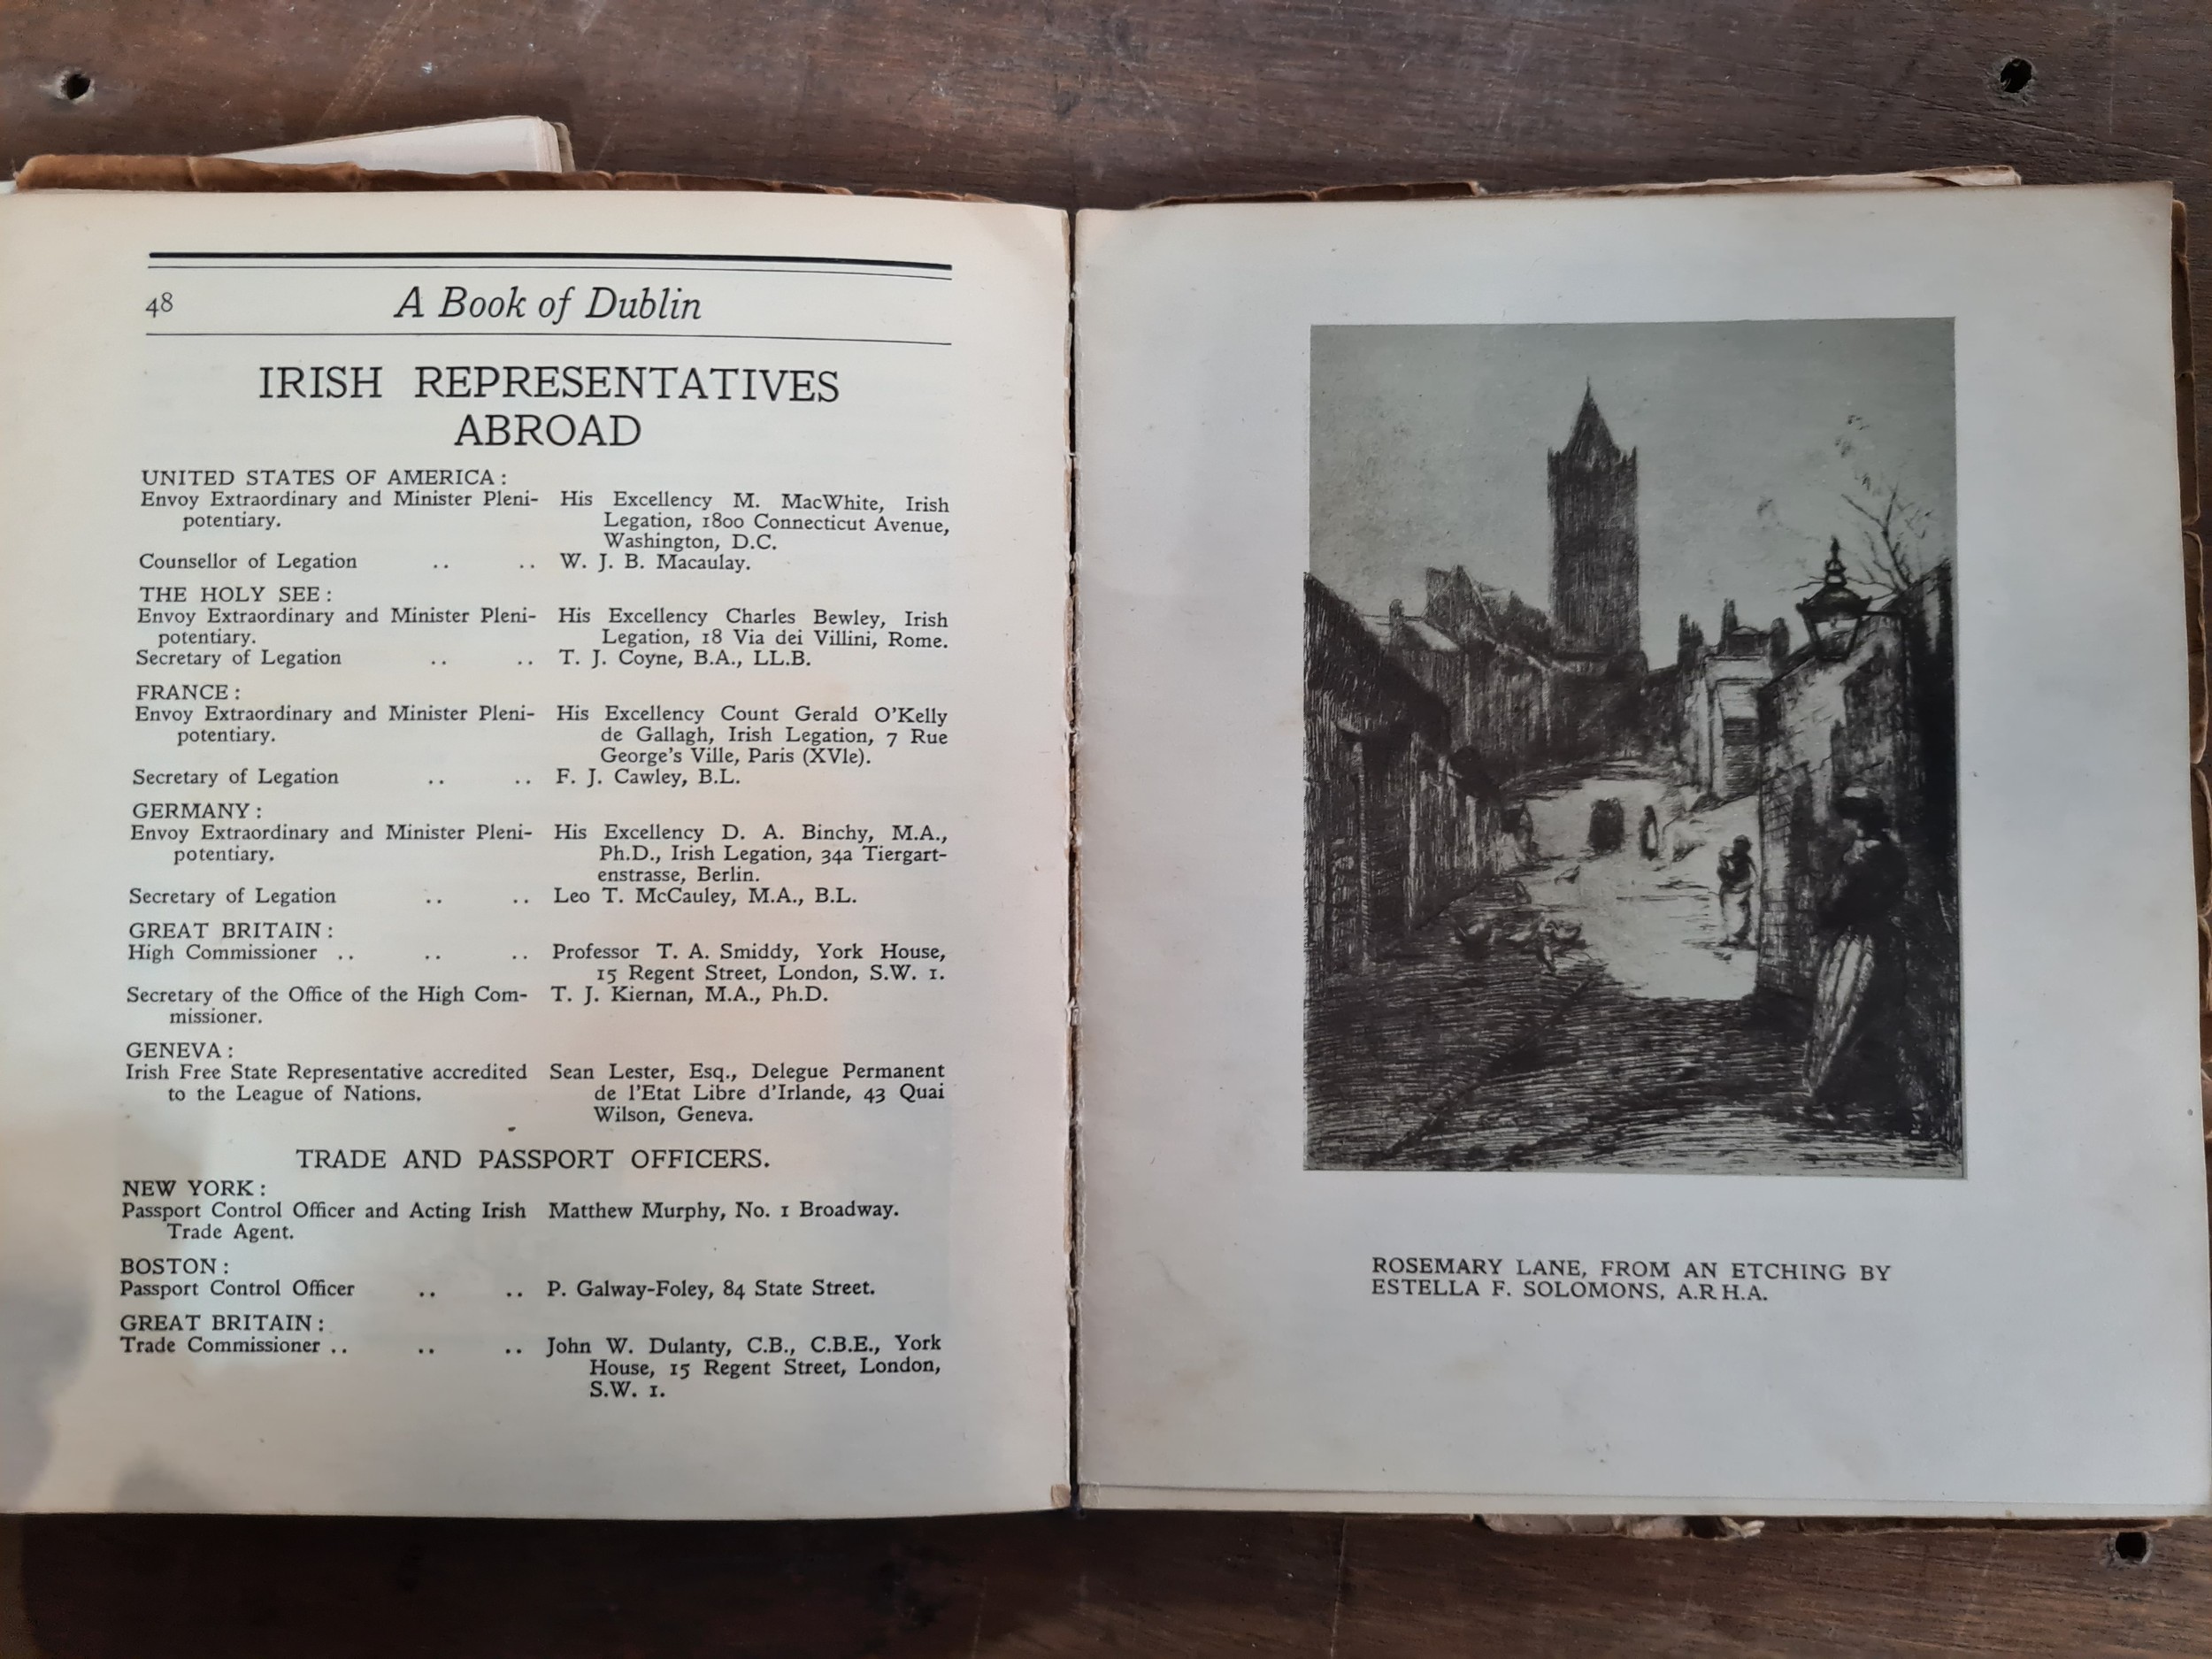 48
A Book of Dublin
IRISH REPRESENTATIVES
ABROAD
UNITED STATES OF AMERICA :
Envoy Extraordinary and Minister Pleni- His Excellency M. MacWhite, Irish
potentiary. Legation, 1800 Connecticut Avenue,
Washington, D.C.
Counsellor of Legation .. .. W. J. B. Macaulay.
THE HOLY SEE :
Envoy Extraordinary and Minister Pleni- His Excellency Charles Bewley, Irish
potentiary. Legation, 18 Via dei Villini, Rome.
Secretary of Legation .. .. T. J. Coyne, B.A., LL.B.
FRANCE :
Envoy Extraordinary and Minister Pleni- His Excellency Count Gerald O'Kelly
potentiary. de Gallagh, Irish Legation, 7 Rue
George's Ville, Paris (XVIe).
Secretary of Legation .. .. F. J. Cawley, B.L.
GERMANY :
Envoy Extraordinary and Minister Pleni- His Excellency D. A. Binchy, M.A.,
potentiary. Ph.D., Irish Legation, 34a Tiergart-
enstrasse, Berlin.
Secretary of Legation .. .. Leo T. McCauley, M.A., B.L.
GREAT BRITAIN :
High Commissioner .. .. .. Professor T. A. Smiddy, York House,
15 Regent Street, London, S.W. 1.
Secretary of the Office of the High Com- T. J. Kiernan, M.A., Ph.D.
missioner.
GENEVA :
Irish Free State Representative accredited Sean Lester, Esq., Delegue Permanent
to the League of Nations. de l'Etat Libre d'Irlande, 43 Quai
Wilson, Geneva.
TRADE AND PASSPORT OFFICERS.
NEW YORK :
Passport Control Officer and Acting Irish Matthew Murphy, No. 1 Broadway.
Trade Agent.
BOSTON :
Passport Control Officer .. .. P. Galway-Foley, 84 State Street.
GREAT BRITAIN :
Trade Commissioner .. .. .. John W. Dulanty, C.B., C.B.E., York
House, 15 Regent Street, London,
S.W. 1.
ROSEMARY LANE, FROM AN ETCHING BY
ESTELLA F. SOLOMONS, A.R H.A.